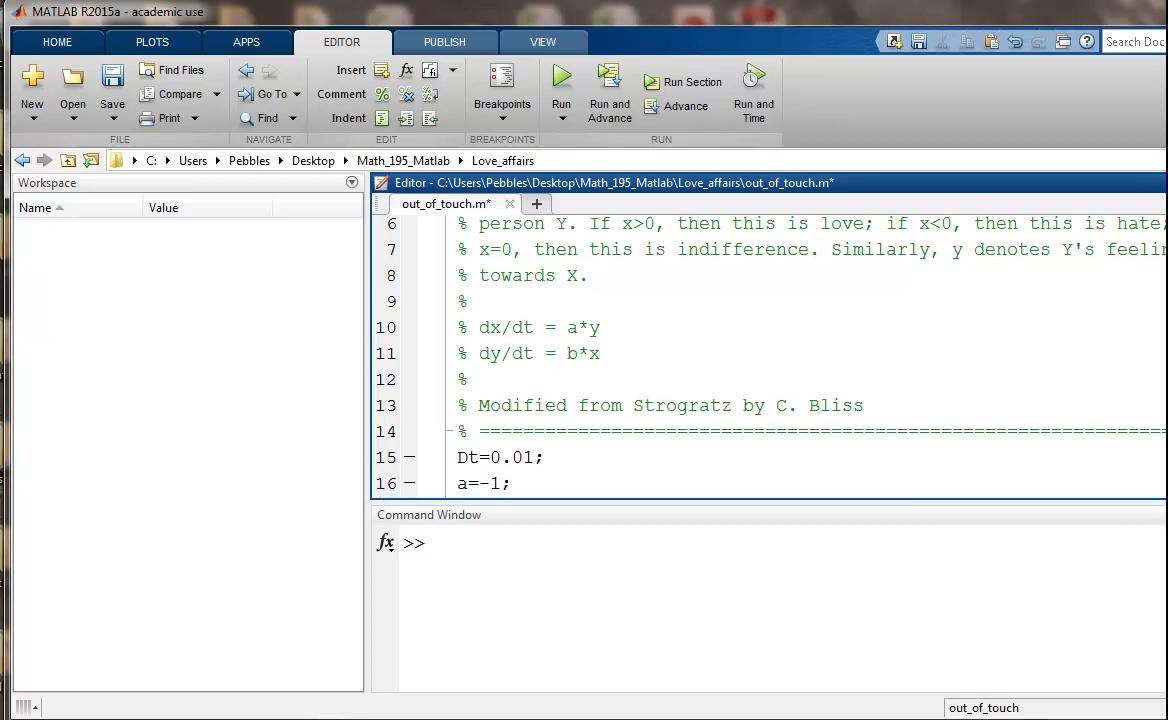 MATLAB R2015a - academic use
HOME PLOTS APPS EDITOR PUBLISH VIEW Search Doc
New Open Save Find Files Compare Print Go To Find Insert Comment Indent Breakpoints Run Run and Advance Run Section Advance Run and Time
FILE NAVIGATE EDIT BREAKPOINTS RUN
C: Users Pebbles Desktop Math_195_Matlab Love_affairs
Workspace
Name Value
Editor - C:\Users\Pebbles\Desktop\Math_195_Matlab\Love_affairs\out_of_touch.m*
out_of_touch.m*
6 % person Y. If x>0, then this is love; if x<0, then this is hate;
7 % x=0, then this is indifference. Similarly, y denotes Y's feelin
8 % towards X.
9 %
10 % dx/dt = a*y
11 % dy/dt = b*x
12 %
13 % Modified from Strogratz by C. Bliss
14 % ================================================================
15 Dt=0.01;
16 a=-1;
Command Window
fx >>
out_of_touch